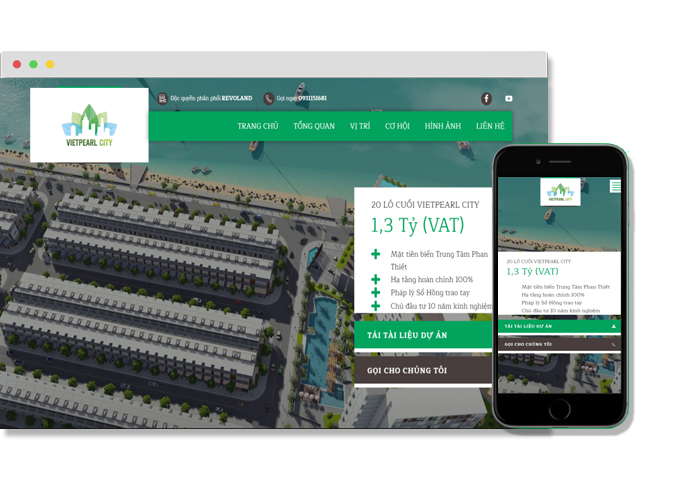 Độc quyền phân phối REVOLAND
Gọi ngay 0931151681
VIETPEARL CITY
TRANG CHỦ TỔNG QUAN VỊ TRÍ CƠ HỘI HÌNH ẢNH LIÊN HỆ
20 LÔ CUỐI VIETPEARL CITY
1,3 Tỷ (VAT)
Mặt tiền biển Trung Tâm Phan
Thiết
Hạ tầng hoàn chỉnh 100%
Pháp lý Sổ Hồng trao tay
Chủ đầu tư 10 năm kinh nghiệm
TẢI TÀI LIỆU DỰ ÁN
GỌI CHO CHÚNG TÔI
VIETPEARL CITY
20 LÔ CUỐI VIETPEARL CITY
1,3 Tỷ (VAT)
Mặt tiền biển Trung Tâm Phan Thiết
Hạ tầng hoàn chỉnh 100%
Pháp lý Sổ Hồng trao tay
Chủ đầu tư 10 năm kinh nghiệm
TẢI TÀI LIỆU DỰ ÁN
GỌI CHO CHÚNG TÔI